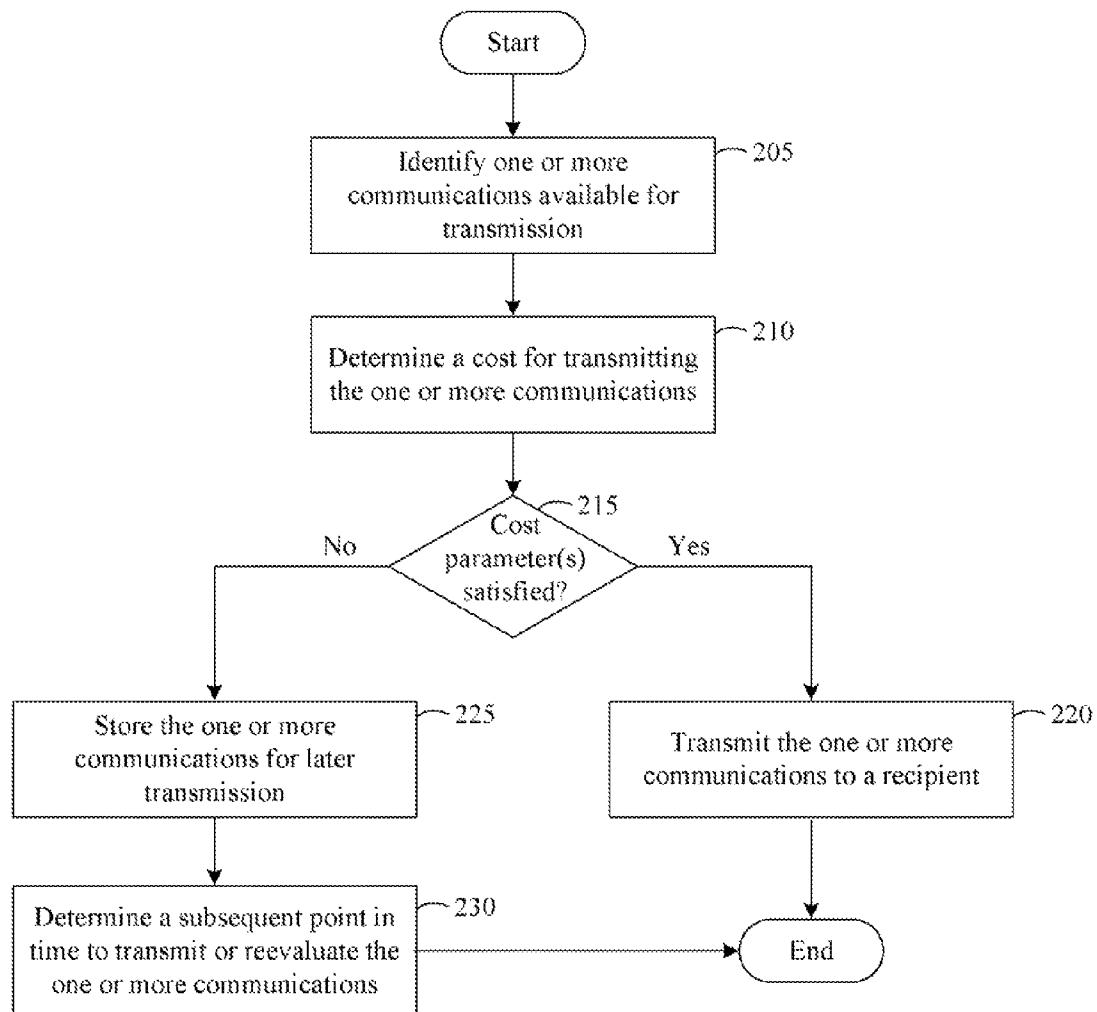 Start
Identify one or more
communications available for
transmission
205
Determine a cost for transmitting
the one or more communications
210
Cost
parameter(s)
satisfied?
215
No
Yes
Store the one or more
communications for later
transmission
225
Transmit the one or more
communications to a recipient
220
Determine a subsequent point in
time to transmit or reevaluate the
one or more communications
230
End